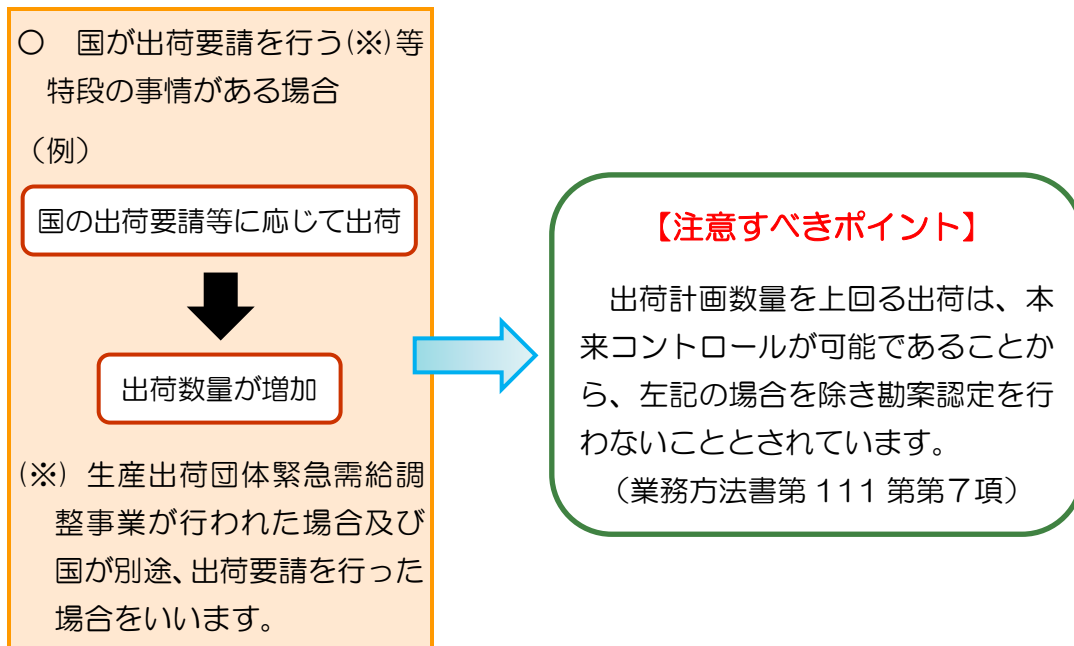 〇 国が出荷要請を行う(※)等
特段の事情がある場合
（例）
国の出荷要請等に応じて出荷
出荷数量が増加
(※) 生産出荷団体緊急需給調
整事業が行われた場合及び
国が別途、出荷要請を行った
場合をいいます。
【注意すべきポイント】
出荷計画数量を上回る出荷は、本
来コントロールが可能であることか
ら、左記の場合を除き勘案認定を行
わないこととされています。
（業務方法書第 111 第第７項）